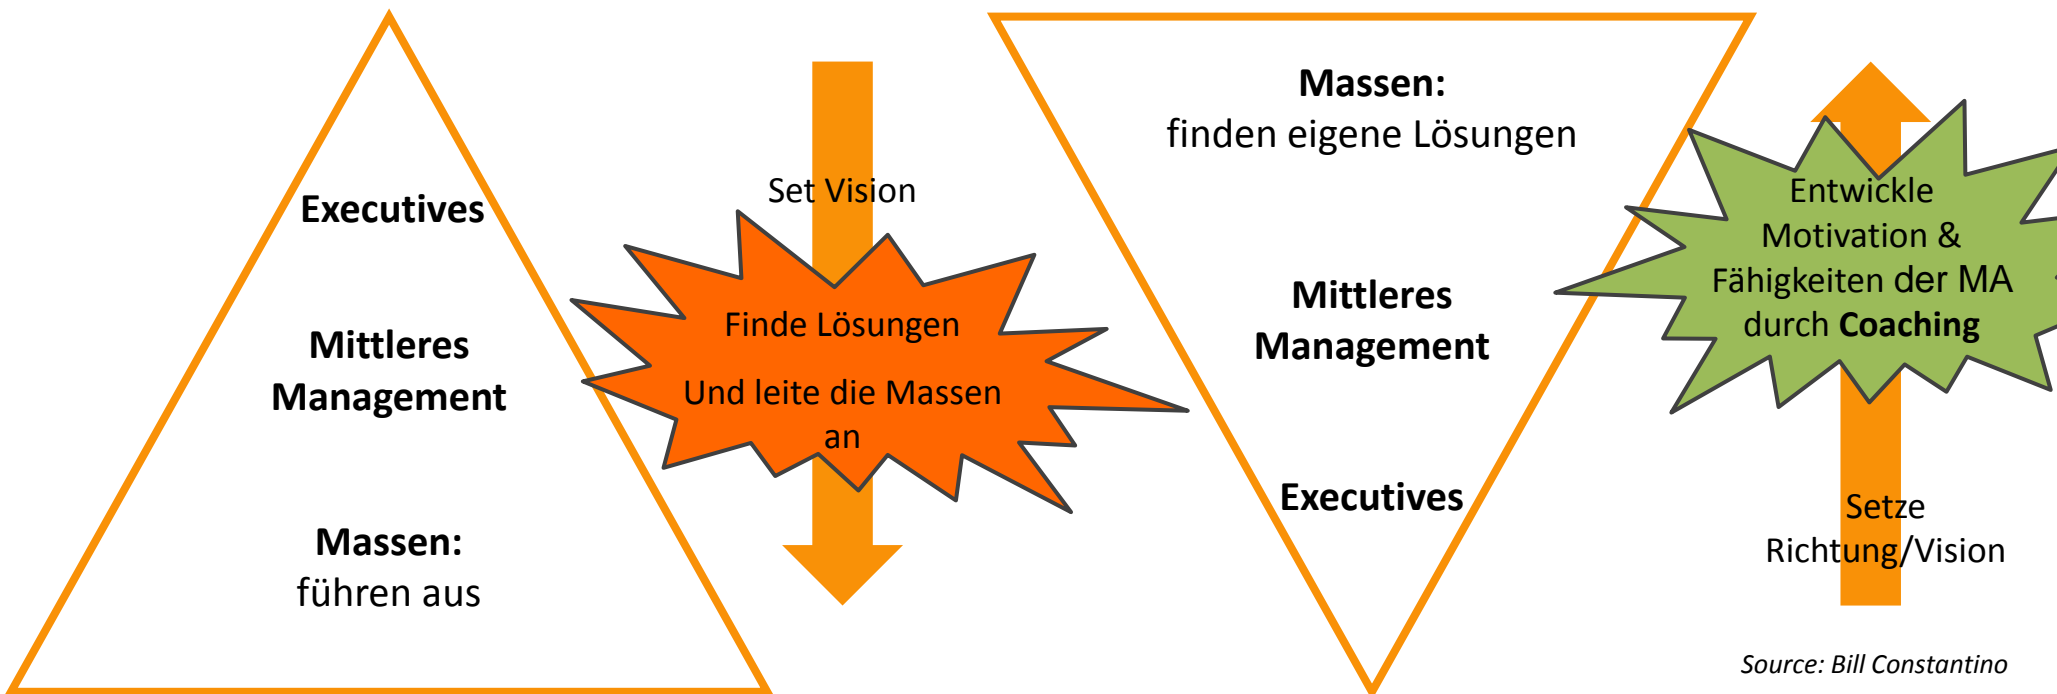 Executives
Mittleres
Management
Massen:
führen aus
Set Vision
Finde Lösungen
Und leite die Massen
an
Massen:
finden eigene Lösungen
Mittleres
Management
Executives
Entwickle
Motivation &
Fähigkeiten der MA
durch Coaching
Setze
Richtung/Vision
Source: Bill Constantino